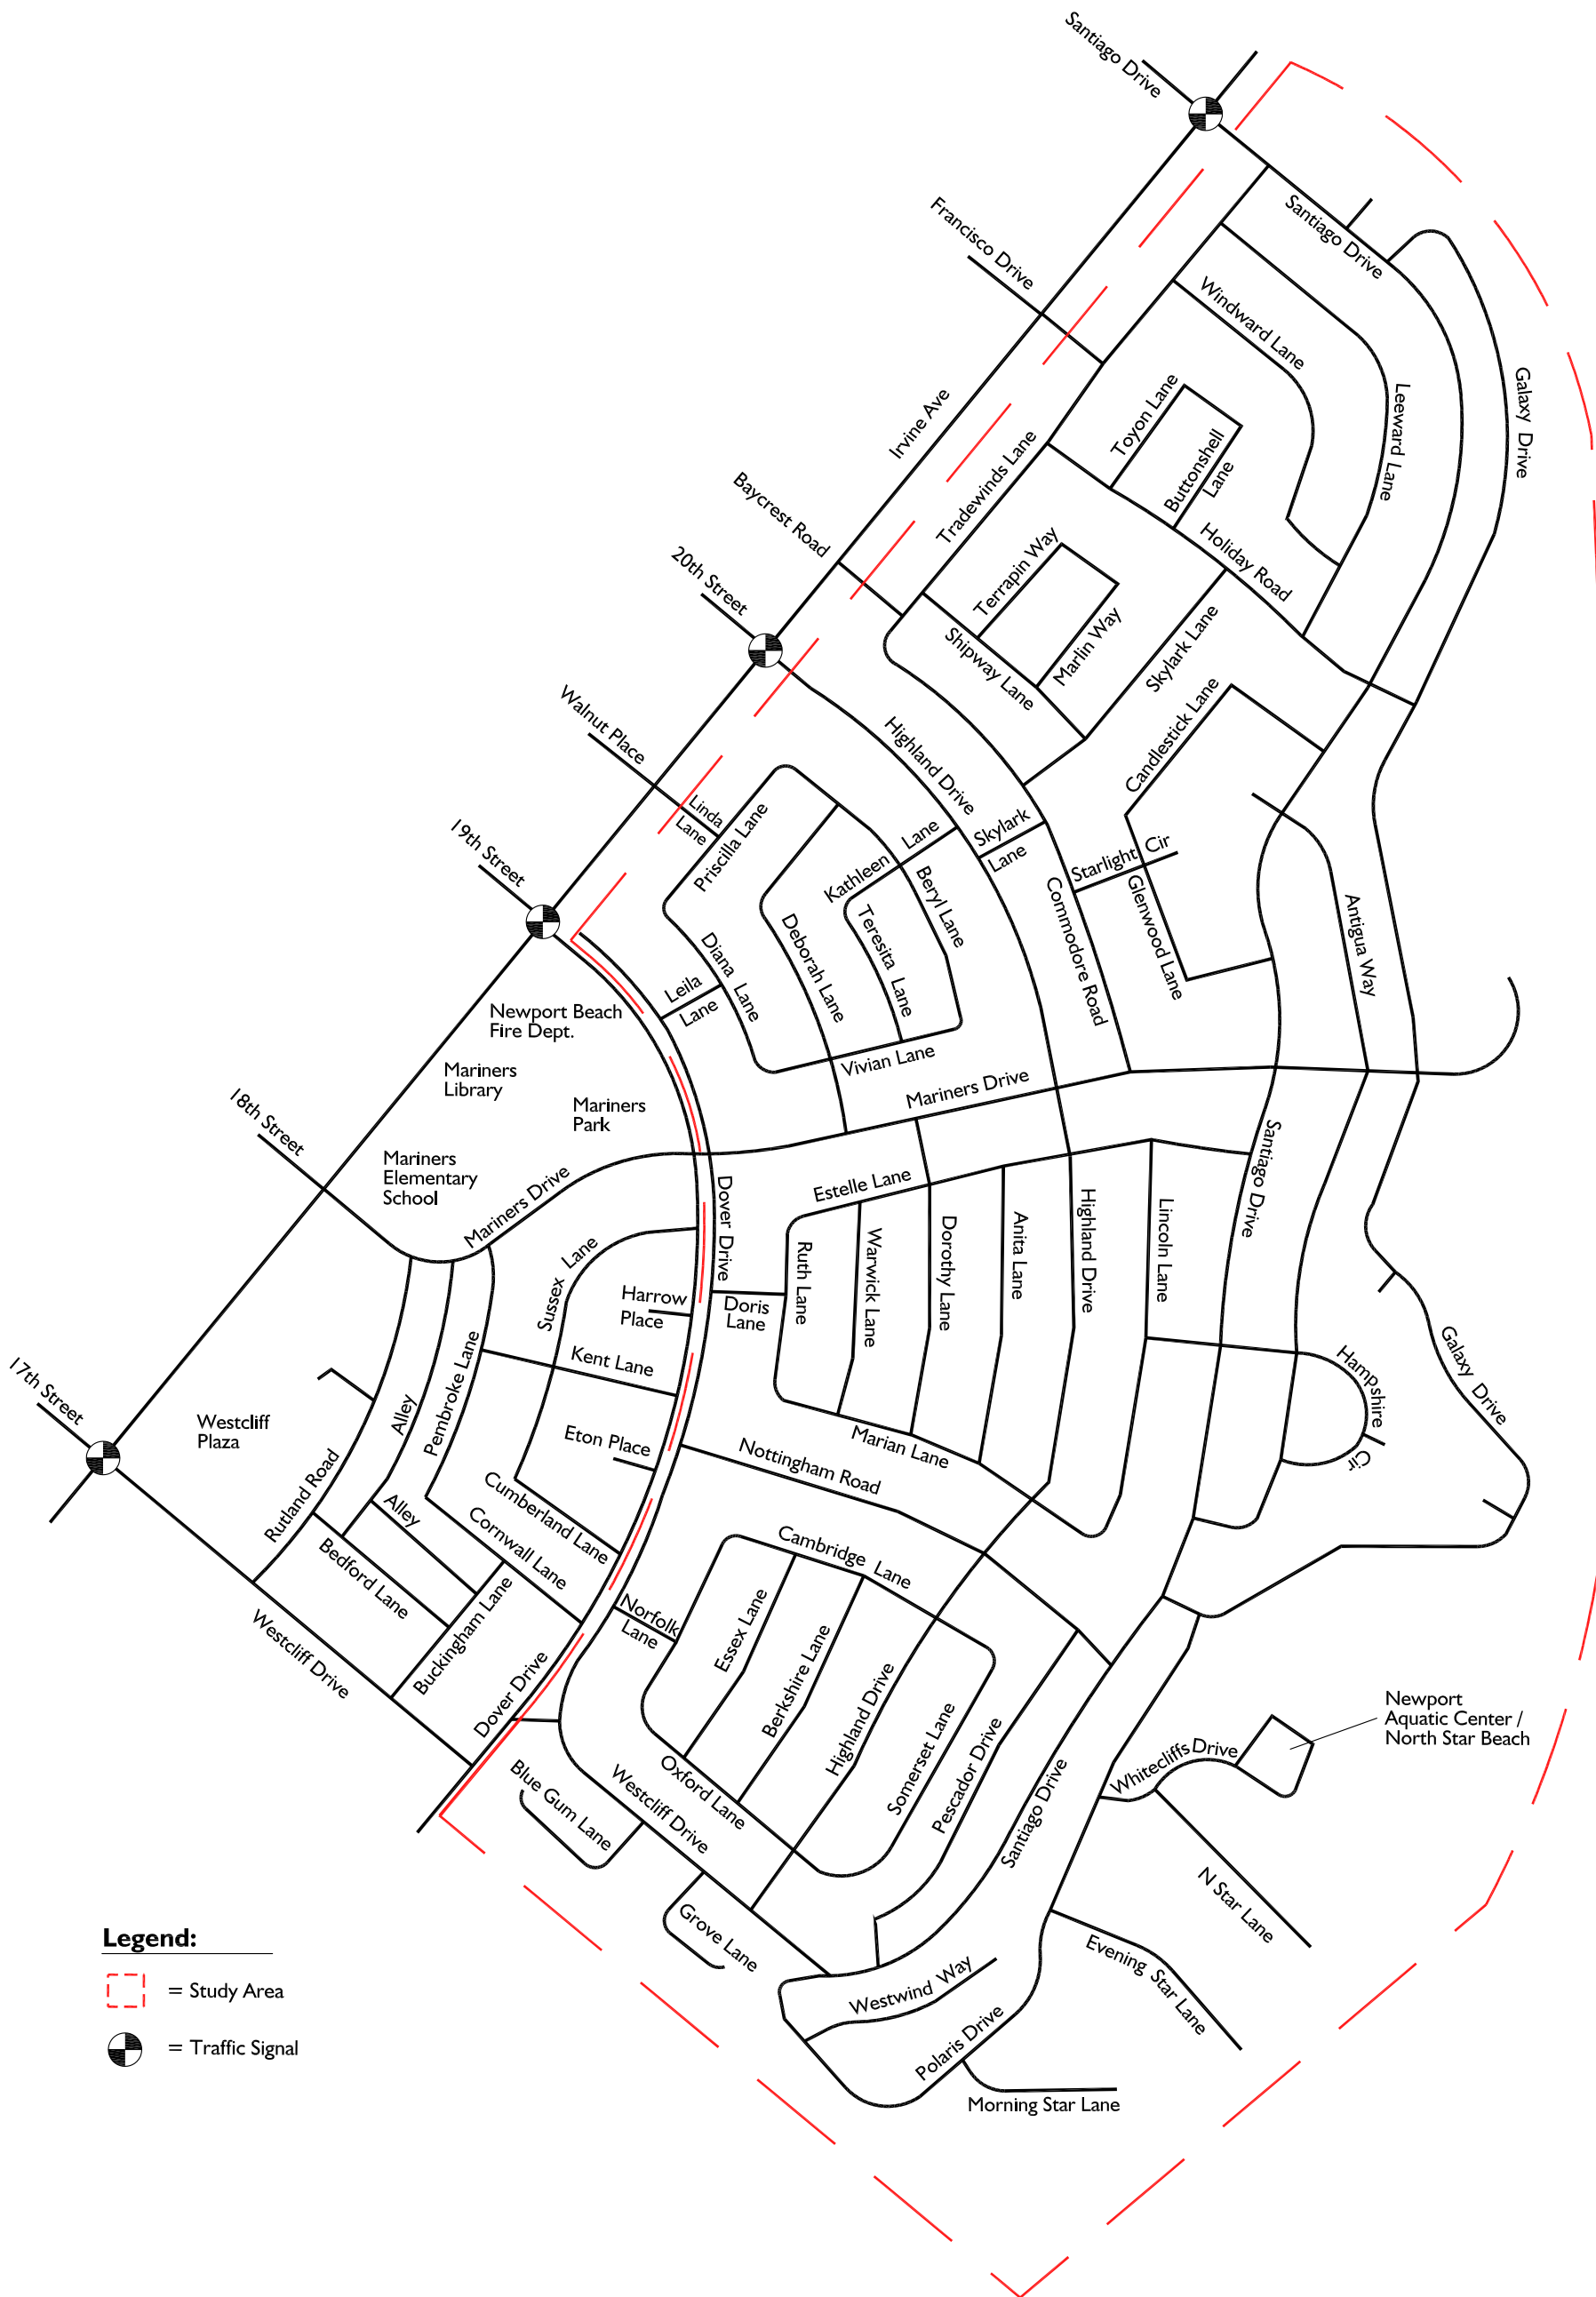 Santiago Drive
Santiago Drive
Francisco Drive
Windward Lane
Galaxy Drive
Leeward Lane
Toyon Lane
Irvine Ave
Buttonshell
Lane
Tradewinds Lane
Baycrest Road
Holiday Road
20th Street
Terrapin Way
Marlin Way
Shipway Lane
Skylark Lane
Walnut Place
Candlestick Lane
Highland Drive
Linda
Lane
Priscilla Lane
19th Street
Kathleen Lane
Skylark
Lane
Starlight Cir
Beryl Lane
Commodore Road
Glenwood Lane
Antigua Way
Teresita Lane
Deborah Lane
Diana Lane
Leila
Lane
Newport Beach
Fire Dept.
Vivian Lane
Mariners
Library
Mariners Drive
Mariners
Park
18th Street
Mariners
Elementary
School
Mariners Drive
Santiago Drive
Estelle Lane
Dover Drive
Highland Drive
Lincoln Lane
Sussex Lane
Ruth Lane
Warwick Lane
Dorothy Lane
Anita Lane
Harrow
Place
Doris
Lane
Kent Lane
Hampshire
Cir
Galaxy Drive
17th Street
Pembroke Lane
Alley
Westcliff
Plaza
Eton Place
Marian Lane
Nottingham Road
Rutland Road
Cumberland Lane
Alley
Cornwall Lane
Cambridge Lane
Bedford Lane
Buckingham Lane
Norfolk
Lane
Essex Lane
Berkshire Lane
Westcliff Drive
Dover Drive
Highland Drive
Somerset Lane
Pescador Drive
Newport
Aquatic Center /
North Star Beach
Whitecliffs Drive
Oxford Lane
Blue Gum Lane
Westcliff Drive
Santiago Drive
N Star Lane
Grove Lane
Evening Star Lane
Westwind Way
Polaris Drive
Morning Star Lane
Legend:
= Study Area
= Traffic Signal